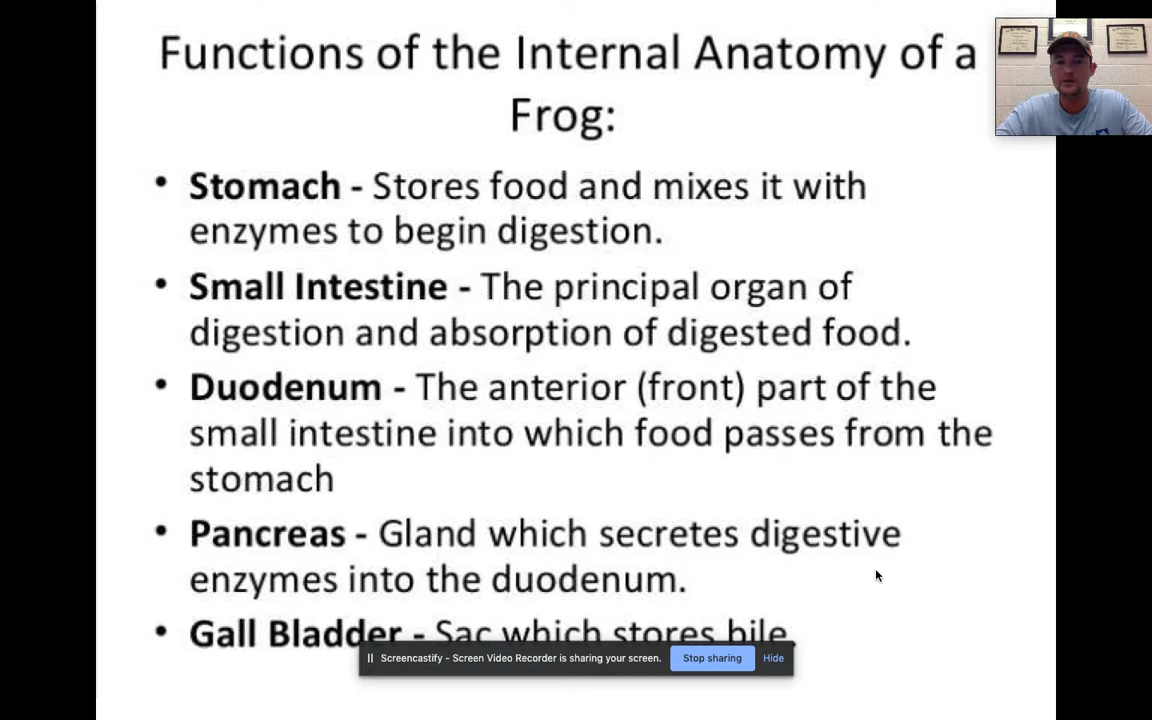 Functions of the Internal Anatomy of a
Frog:
• Stomach - Stores food and mixes it with
enzymes to begin digestion.
• Small Intestine - The principal organ of
digestion and absorption of digested food.
• Duodenum - The anterior (front) part of the
small intestine into which food passes from the
stomach
• Pancreas - Gland which secretes digestive
enzymes into the duodenum.
• Gall Bladder - Sac which stores bile.
Screencastify - Screen Video Recorder is sharing your screen. Stop sharing Hide